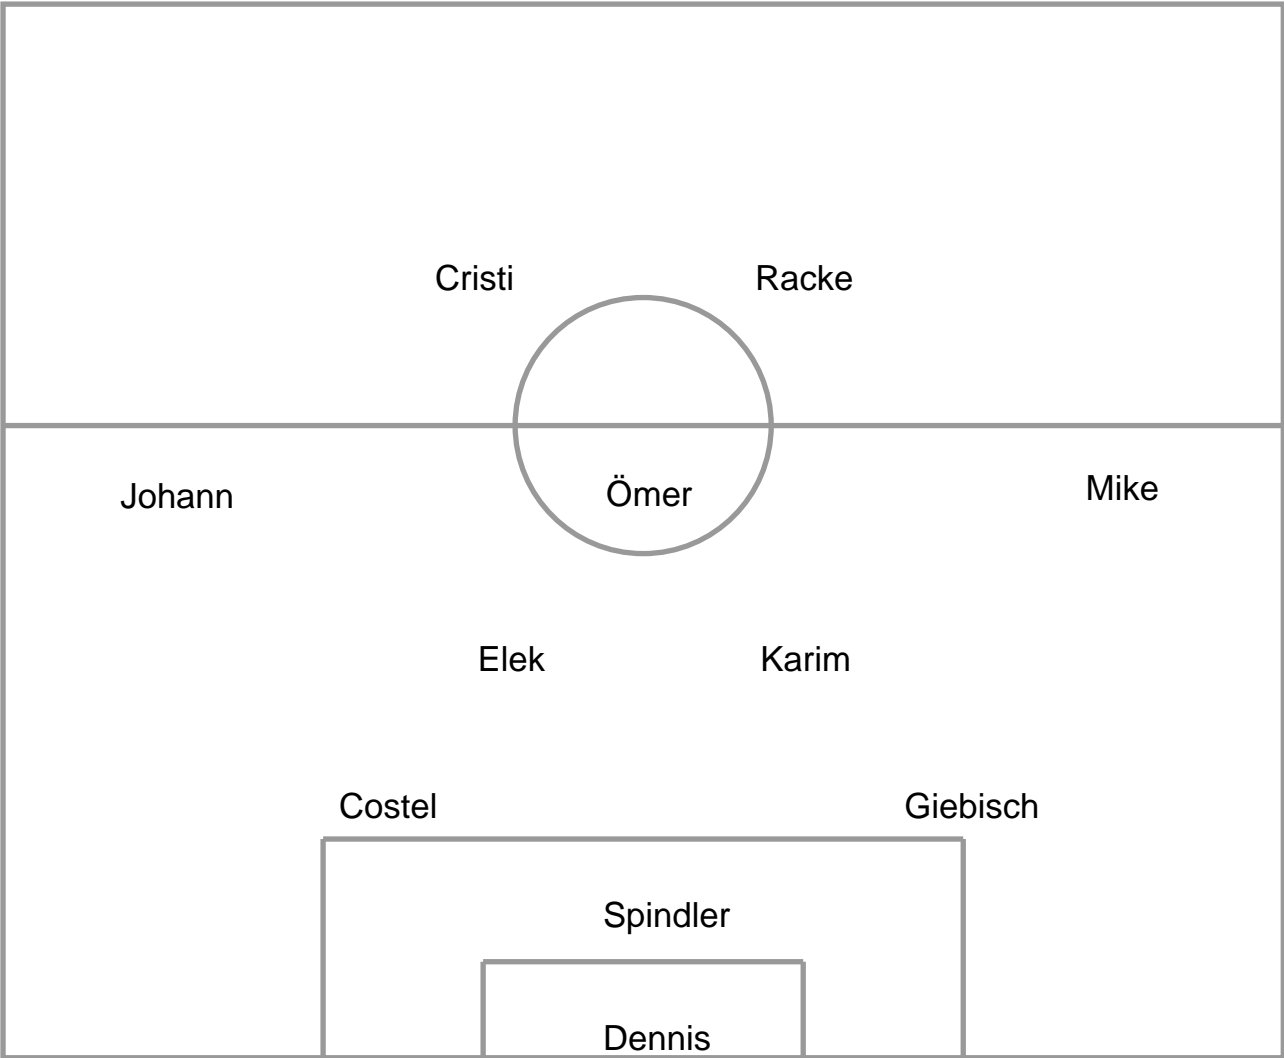 Cristi Racke
Johann Ömer Mike
Elek Karim
Costel Giebisch
Spindler
Dennis